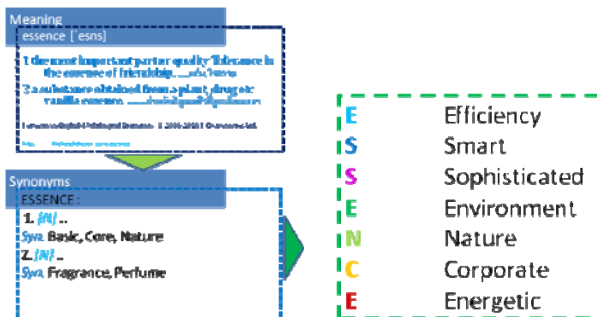 Meaning
essence [ˈesns]
1 the most important part or quality Tolerance is
the essence of friendship.
2 a substance obtained from a plant, drug etc
vanilla essence.
Synonyms
ESSENCE :
1. [N] ..
Syn. Basic, Core, Nature
2. [N] ..
Syn. Fragrance, Perfume
E Efficiency
S Smart
S Sophisticated
E Environment
N Nature
C Corporate
E Energetic